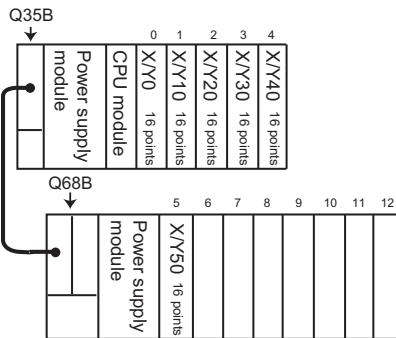 Q35B
0 1 2 3 4
Power supply module
CPU module
X/Y0 16 points
X/Y10 16 points
X/Y20 16 points
X/Y30 16 points
X/Y40 16 points
Q68B
5 6 7 8 9 10 11 12
Power supply module
X/Y50 16 points